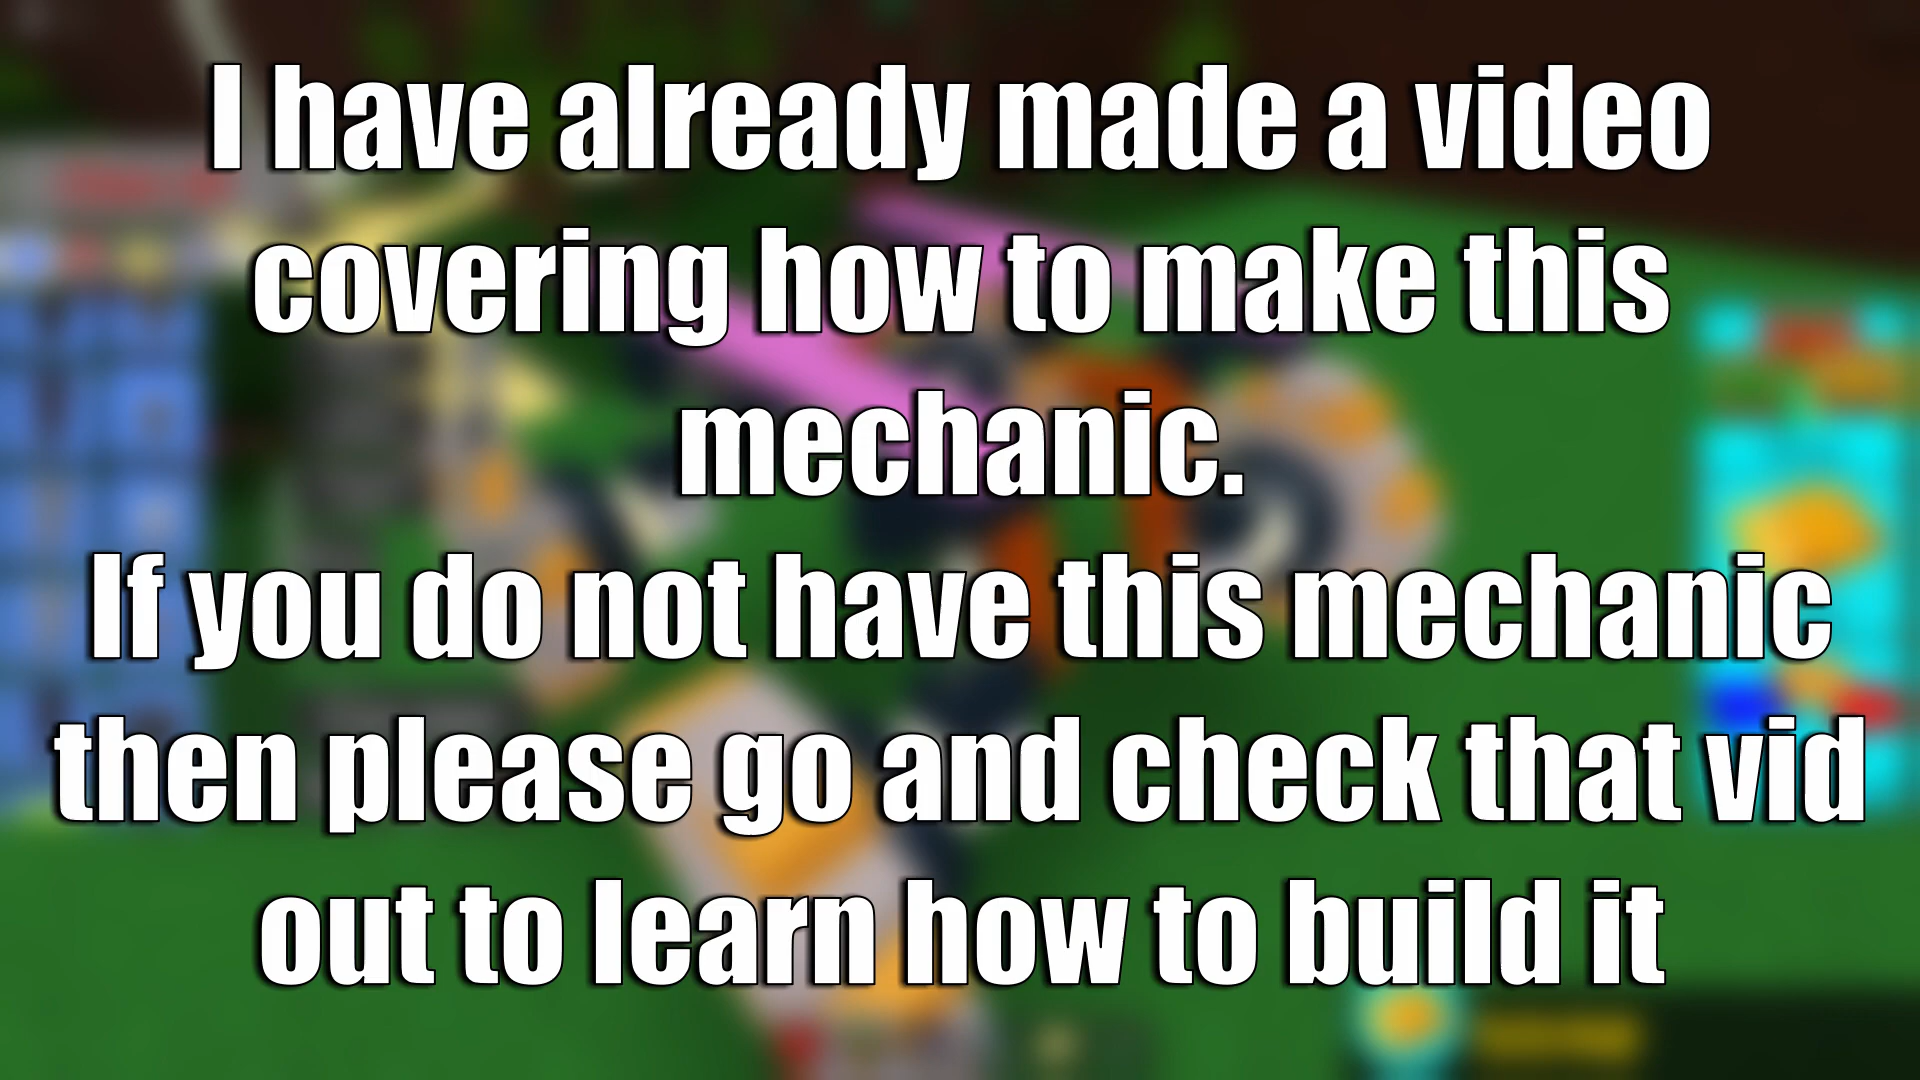 I have already made a video
covering how to make this
mechanic.
If you do not have this mechanic
then please go and check that vid
out to learn how to build it